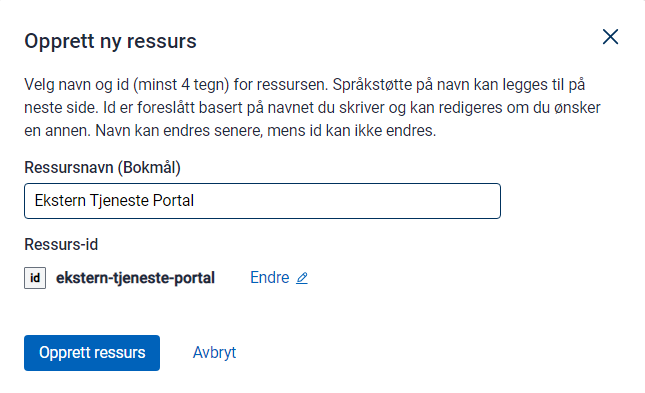 Opprett ny ressurs
Velg navn og id (minst 4 tegn) for ressursen. Språkstøtte på navn kan legges til på
neste side. Id er foreslått basert på navnet du skriver og kan redigeres om du ønsker
en annen. Navn kan endres senere, mens id kan ikke endres.
Ressursnavn (Bokmål)
Ekstern Tjeneste Portal
Ressurs-id
id ekstern-tjeneste-portal Endre
Opprett ressurs Avbryt